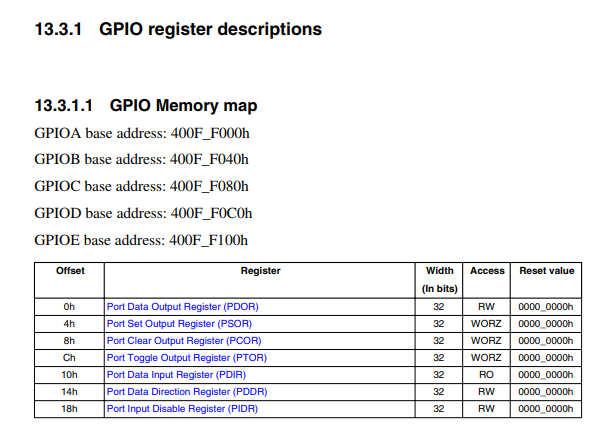 13.3.1 GPIO register descriptions
13.3.1.1 GPIO Memory map
GPIOA base address: 400F_F000h
GPIOB base address: 400F_F040h
GPIOC base address: 400F_F080h
GPIOD base address: 400F_F0C0h
GPIOE base address: 400F_F100h
Offset Register Width (In bits) Access Reset value
0h Port Data Output Register (PDOR) 32 RW 0000_0000h
4h Port Set Output Register (PSOR) 32 WORZ 0000_0000h
8h Port Clear Output Register (PCOR) 32 WORZ 0000_0000h
Ch Port Toggle Output Register (PTOR) 32 WORZ 0000_0000h
10h Port Data Input Register (PDIR) 32 RO 0000_0000h
14h Port Data Direction Register (PDDR) 32 RW 0000_0000h
18h Port Input Disable Register (PIDR) 32 RW 0000_0000h